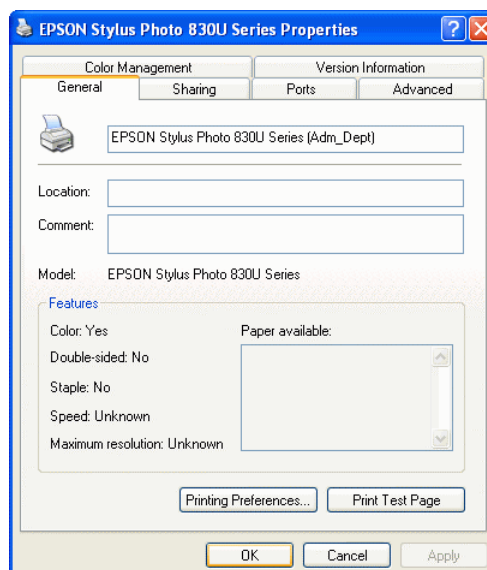 EPSON Stylus Photo 830U Series Properties
Color Management Version Information
General Sharing Ports Advanced
EPSON Stylus Photo 830U Series (Adm_Dept)
Location:
Comment:
Model: EPSON Stylus Photo 830U Series
Features
Color: Yes Paper available:
Double-sided: No
Staple: No
Speed: Unknown
Maximum resolution: Unknown
Printing Preferences... Print Test Page
OK Cancel Apply